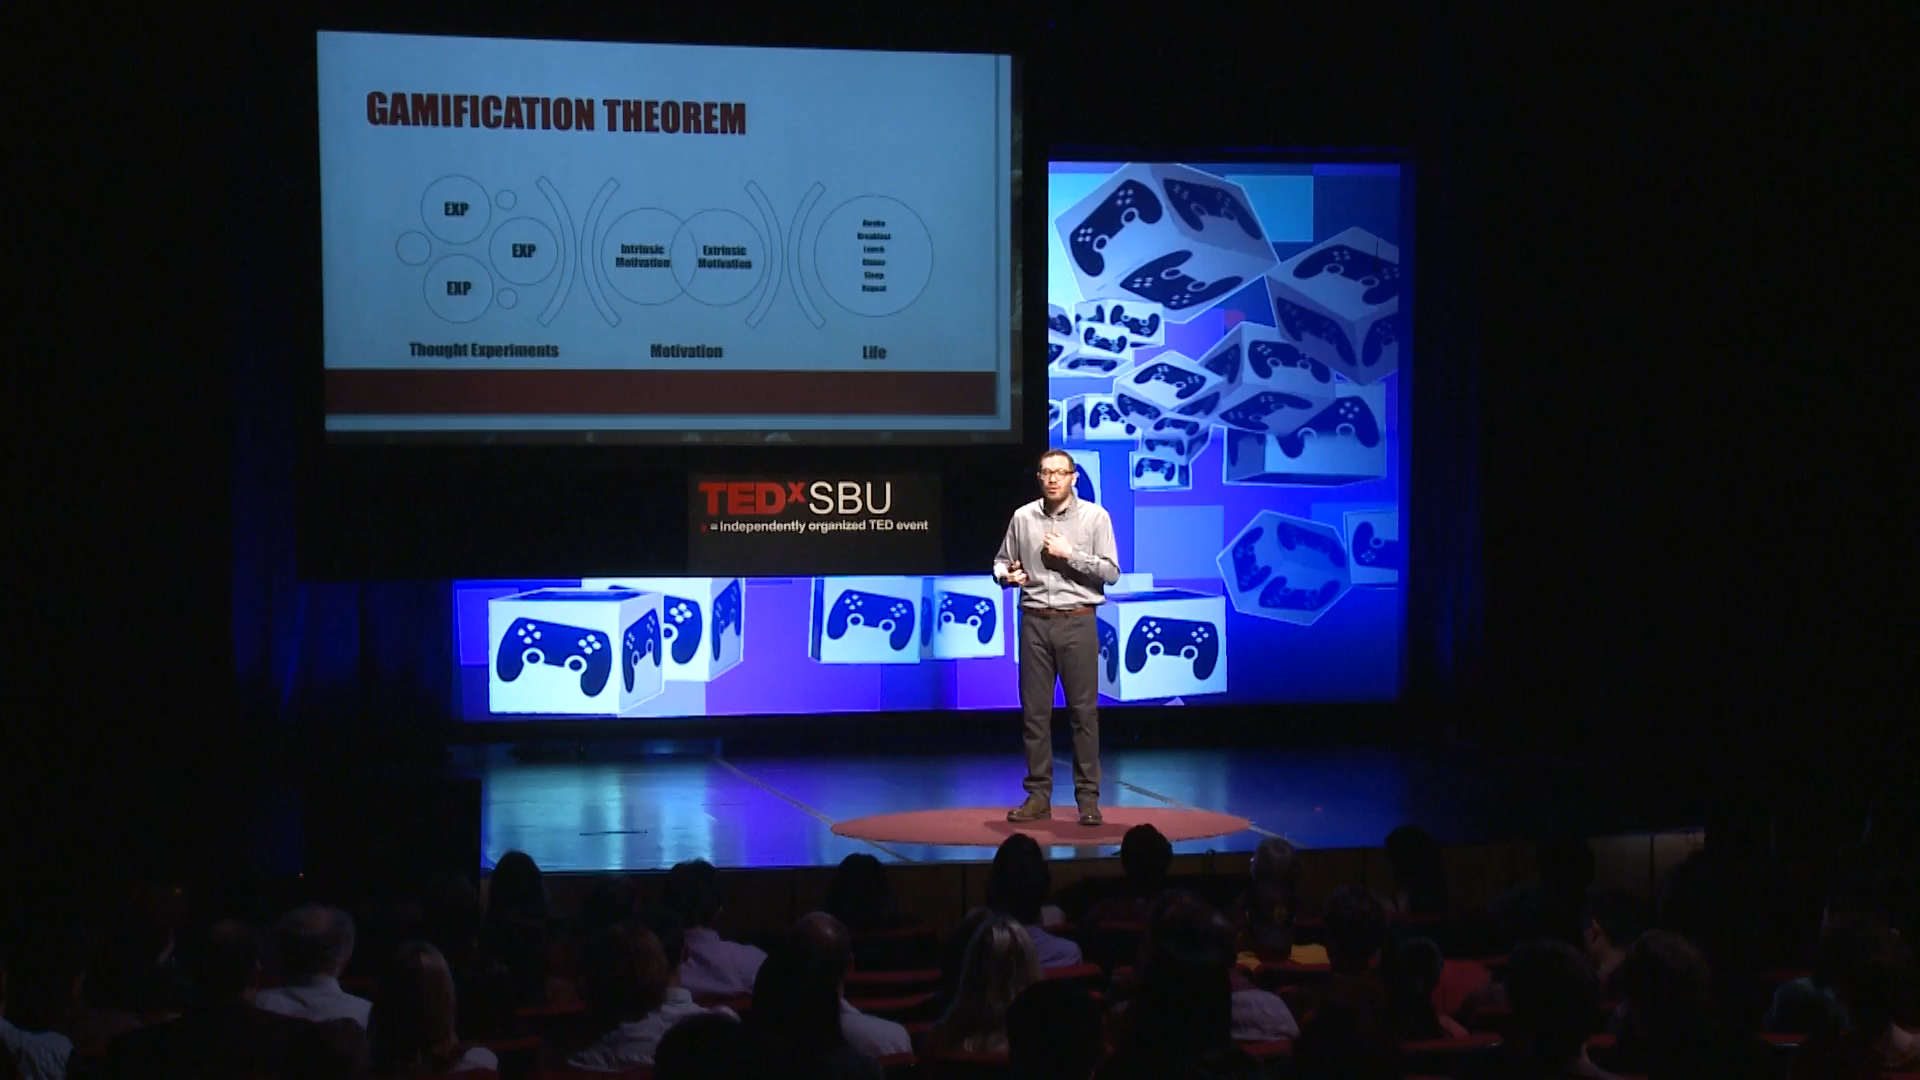 GAMIFICATION THEOREM
EXP
EXP
EXP
Intrinsic
Motivation
Extrinsic
Motivation
Awake
Breakfast
Lunch
Dinner
Sleep
Repeat
Thought Experiments
Motivation
Life
TEDxSBU
x = independently organized TED event